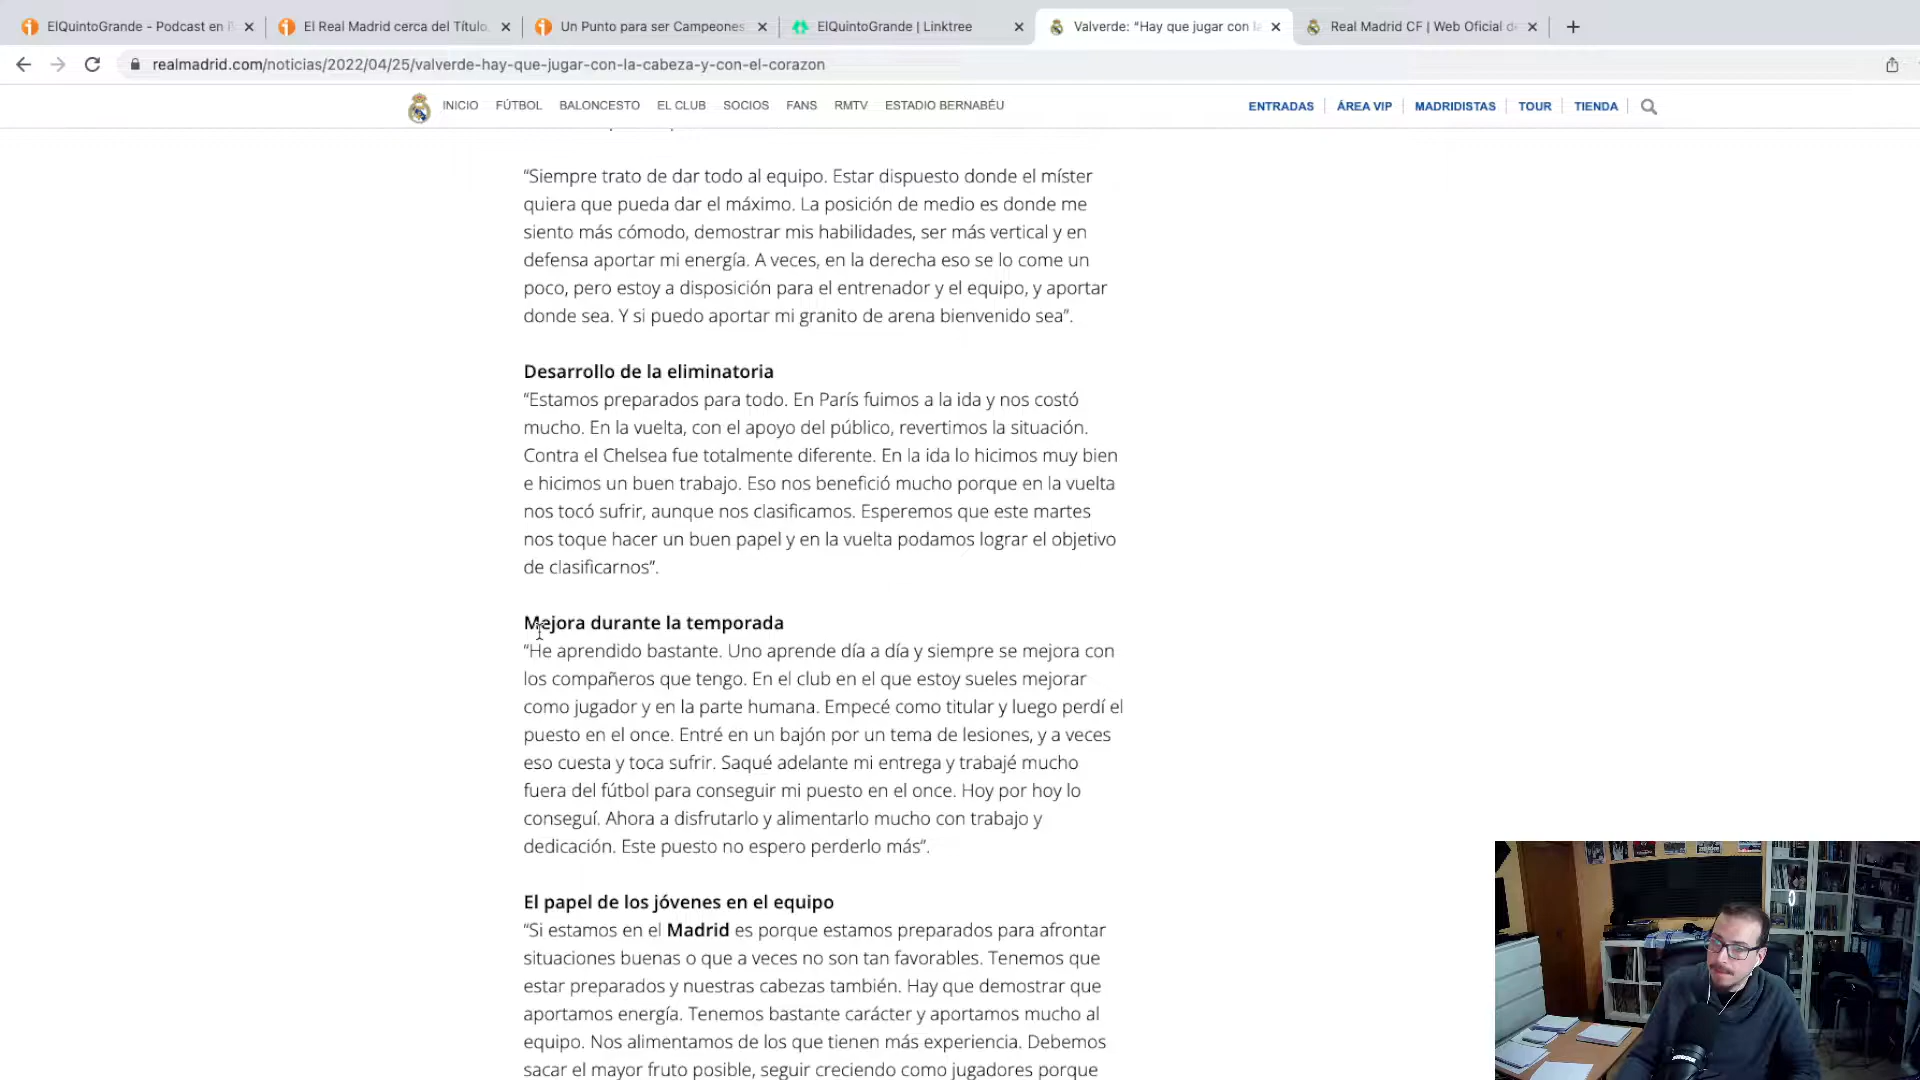 ElQuintoGrande - Podcast en
El Real Madrid cerca del Título
Un Punto para ser Campeones
ElQuintoGrande | Linktree
Valverde: “Hay que jugar con
Real Madrid CF | Web Oficial
realmadrid.com/noticias/2022/04/25/valverde-hay-que-jugar-con-la-cabeza-y-con-el-corazon
INICIO FÚTBOL BALONCESTO EL CLUB SOCIOS FANS RMTV ESTADIO BERNABÉU
ENTRADAS ÁREA VIP MADRIDISTAS TOUR TIENDA
“Siempre trato de dar todo al equipo. Estar dispuesto donde el míster
quiera que pueda dar el máximo. La posición de medio es donde me
siento más cómodo, demostrar mis habilidades, ser más vertical y en
defensa aportar mi energía. A veces, en la derecha eso se lo come un
poco, pero estoy a disposición para el entrenador y el equipo, y aportar
donde sea. Y si puedo aportar mi granito de arena bienvenido sea”.
Desarrollo de la eliminatoria
“Estamos preparados para todo. En París fuimos a la ida y nos costó
mucho. En la vuelta, con el apoyo del público, revertimos la situación.
Contra el Chelsea fue totalmente diferente. En la ida lo hicimos muy bien
e hicimos un buen trabajo. Eso nos benefició mucho porque en la vuelta
nos tocó sufrir, aunque nos clasificamos. Esperemos que este martes
nos toque hacer un buen papel y en la vuelta podamos lograr el objetivo
de clasificarnos”.
Mejora durante la temporada
“He aprendido bastante. Uno aprende día a día y siempre se mejora con
los compañeros que tengo. En el club en el que estoy sueles mejorar
como jugador y en la parte humana. Empecé como titular y luego perdí el
puesto en el once. Entré en un bajón por un tema de lesiones, y a veces
eso cuesta y toca sufrir. Saqué adelante mi entrega y trabajé mucho
fuera del fútbol para conseguir mi puesto en el once. Hoy por hoy lo
conseguí. Ahora a disfrutarlo y alimentarlo mucho con trabajo y
dedicación. Este puesto no espero perderlo más”.
El papel de los jóvenes en el equipo
“Si estamos en el Madrid es porque estamos preparados para afrontar
situaciones buenas o que a veces no son tan favorables. Tenemos que
estar preparados y nuestras cabezas también. Hay que demostrar que
aportamos energía. Tenemos bastante carácter y aportamos mucho al
equipo. Nos alimentamos de los que tienen más experiencia. Debemos
sacar el mayor fruto posible, seguir creciendo como jugadores porque